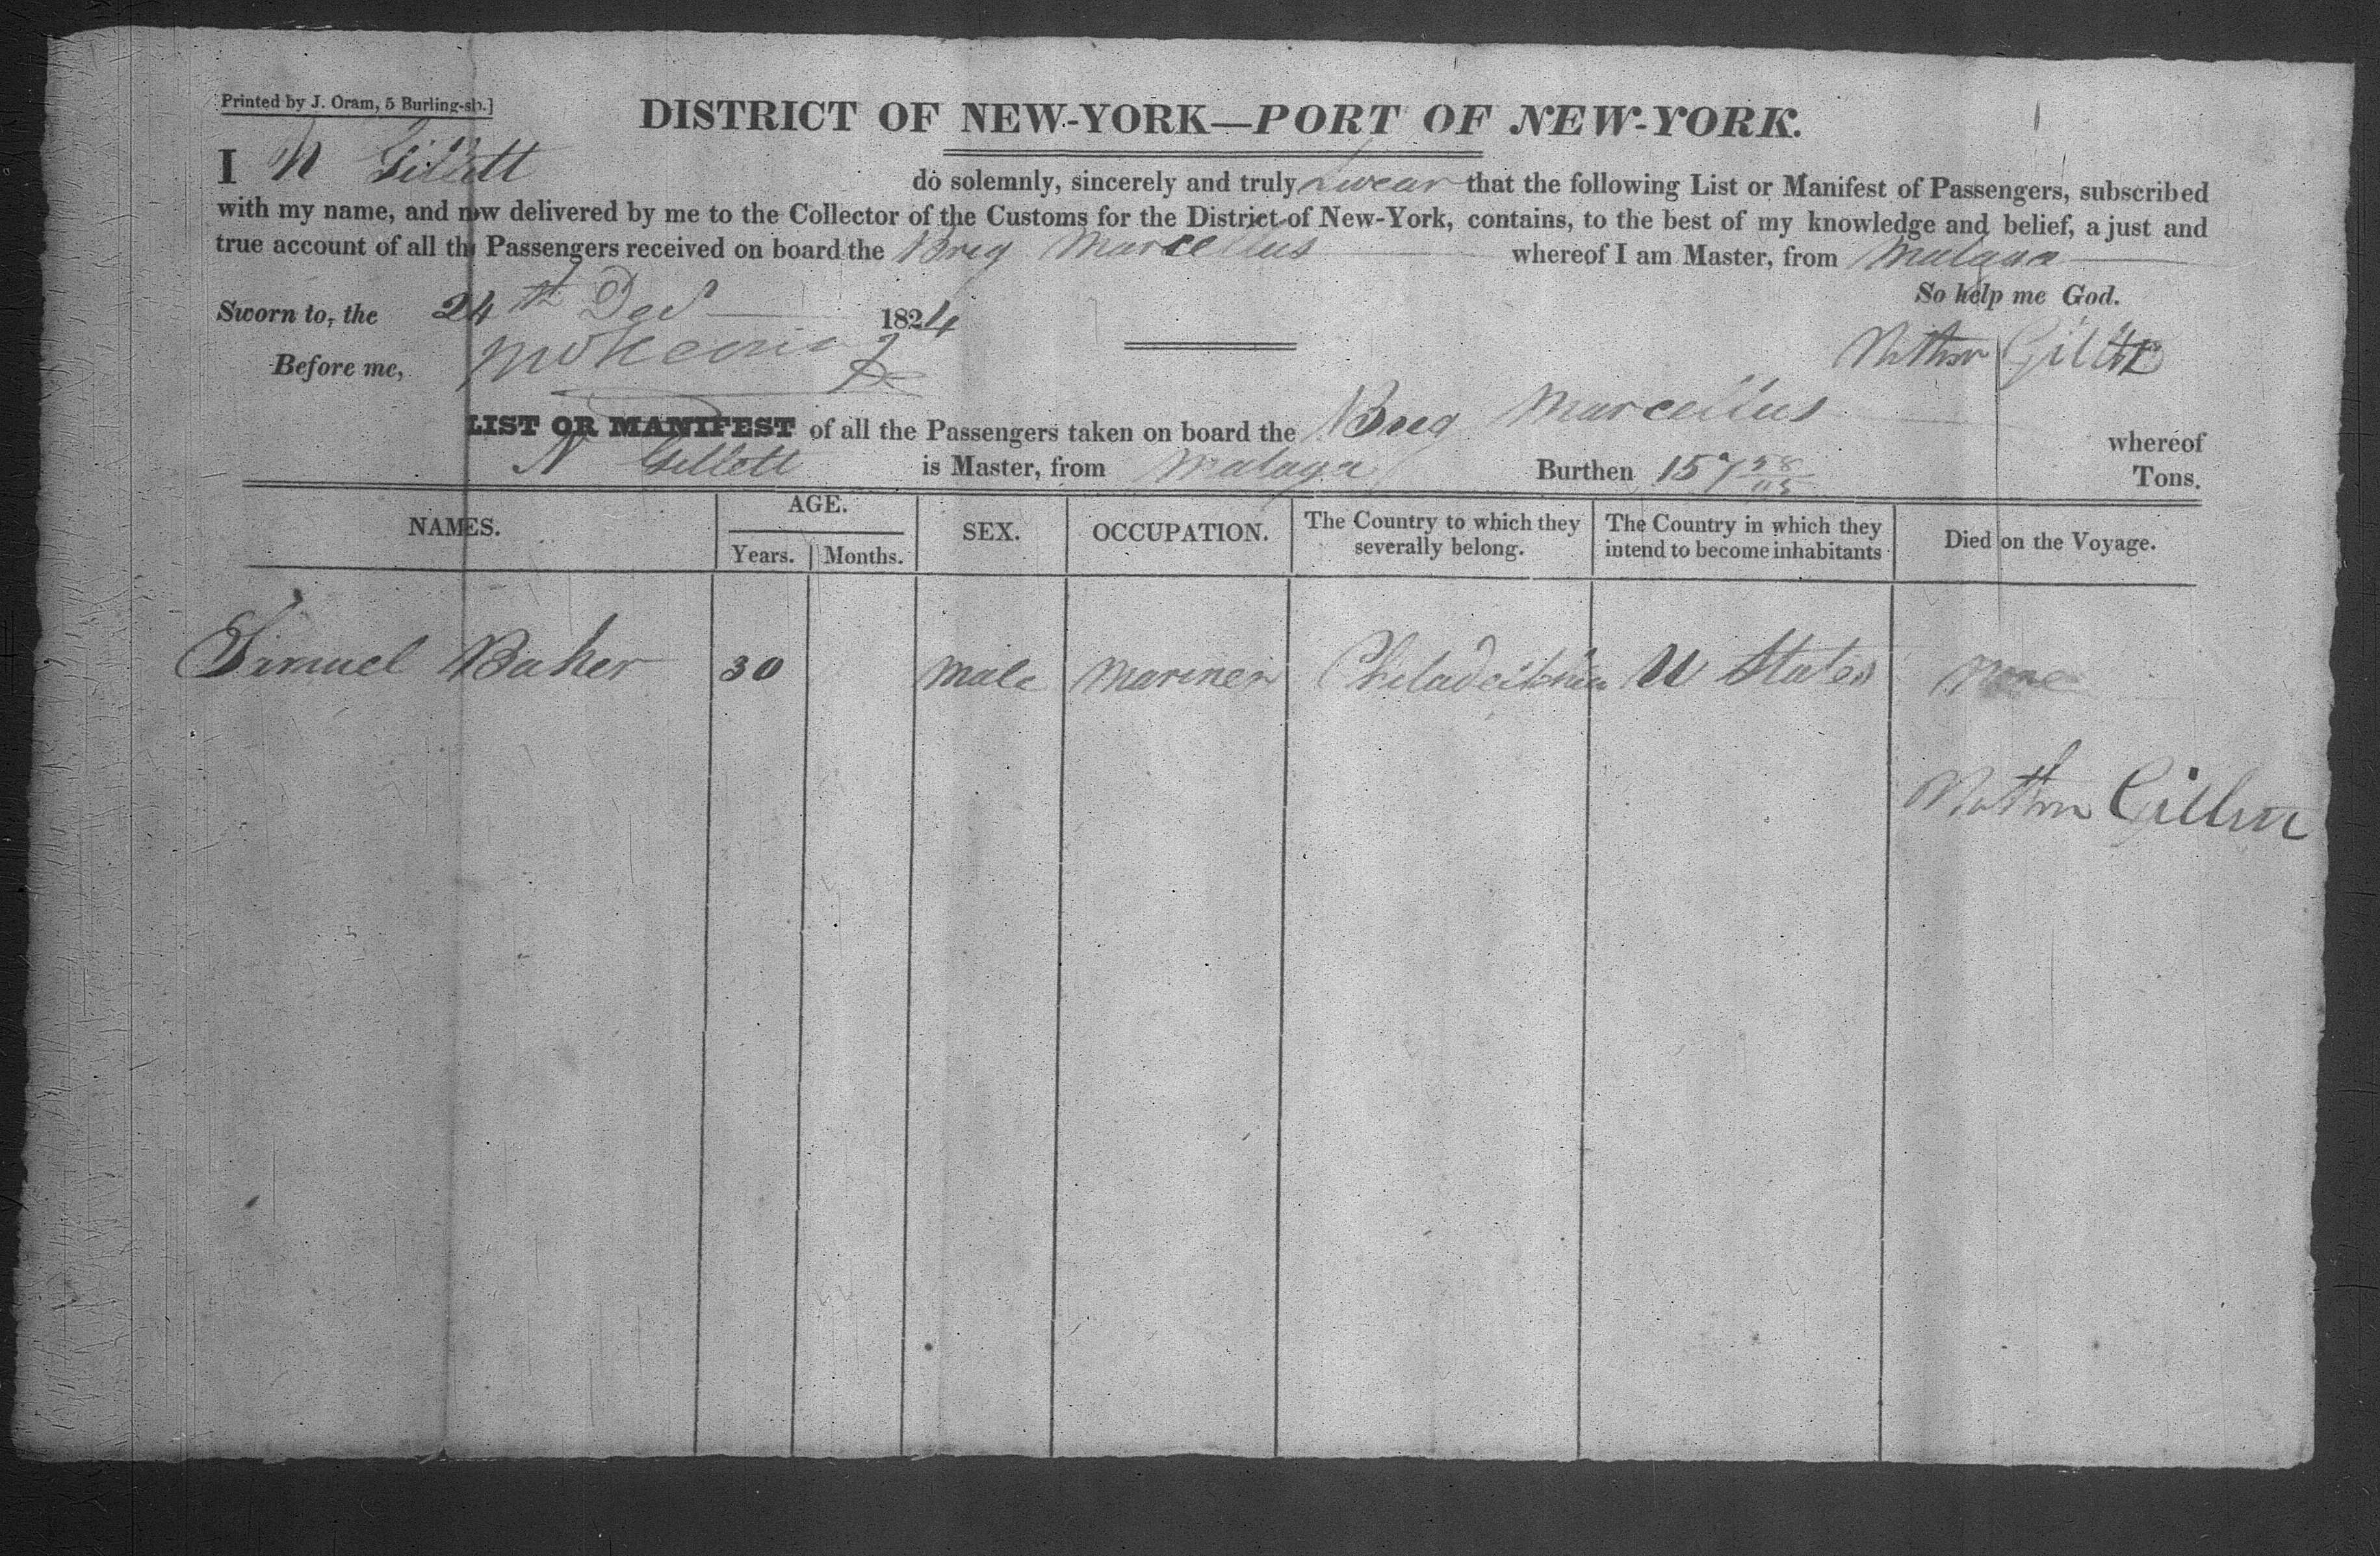 Printed by J. Oram, 5 Burling-sl.]
DISTRICT OF NEW-YORK—PORT OF NEW-YORK.
I N Gillett do solemnly, sincerely and truly swear that the following List or Manifest of Passengers, subscribed
with my name, and now delivered by me to the Collector of the Customs for the District of New-York, contains, to the best of my knowledge and belief, a just and
true account of all the Passengers received on board the Brig Marcellus whereof I am Master, from Malaga
So help me God.
Sworn to, the 24th Dec 1824
Before me,
Nathan Gillett
LIST OR MANIFEST of all the Passengers taken on board the Brig Marcellus whereof
N Gillett is Master, from Malaga Burthen 157 58/95 Tons.
NAMES. AGE. SEX. OCCUPATION. The Country to which they severally belong. The Country in which they intend to become inhabitants Died on the Voyage.
Years. Months.
Simuel Baker 30 Male Mariner Philadelphia U States None
Nathan Gillett